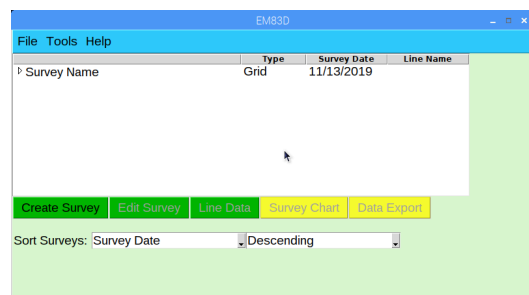 EM83D
File Tools Help
Type Survey Date Line Name
Survey Name Grid 11/13/2019
Create Survey Edit Survey Line Data Survey Chart Data Export
Sort Surveys: Survey Date Descending